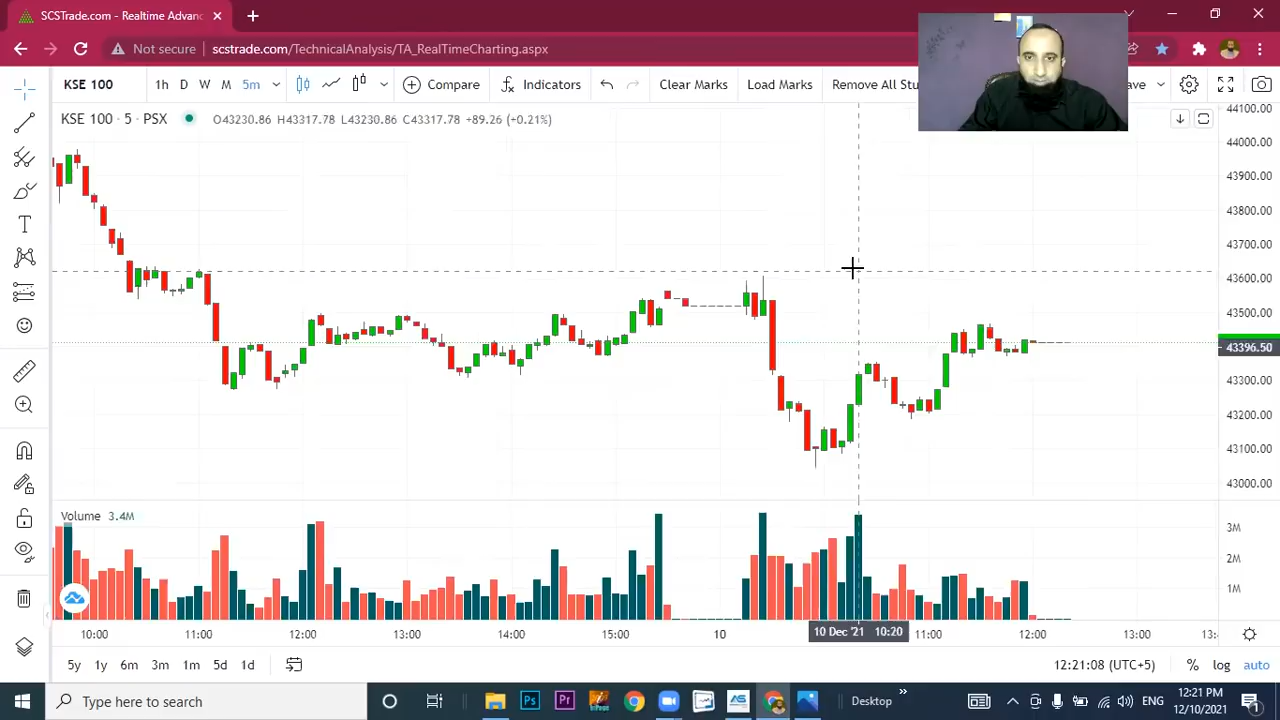 SCSTrade.com - Realtime Advanc
Not secure
scstrade.com/TechnicalAnalysis/TA_RealTimeCharting.aspx
KSE 100
1h D W M 5m
Compare
Indicators
Clear Marks
Load Marks
Remove All Stu
KSE 100 · 5 - PSX
O43230.86 H43317.78 L43230.86 C43317.78 +89.26 (+0.21%)
44100.00
44000.00
43900.00
43800.00
43700.00
43600.00
43500.00
43396.50
43300.00
43200.00
43100.00
43000.00
Volume 3.4M
3M
2M
1M
10:00 11:00 12:00 13:00 14:00 15:00 10 10 Dec '21 10:20 11:00 12:00 13:00
5y 1y 6m 3m 1m 5d 1d
12:21:08 (UTC+5)
% log auto
Type here to search
Ps
Pr
Desktop
ENG
12:21 PM
12/10/2021